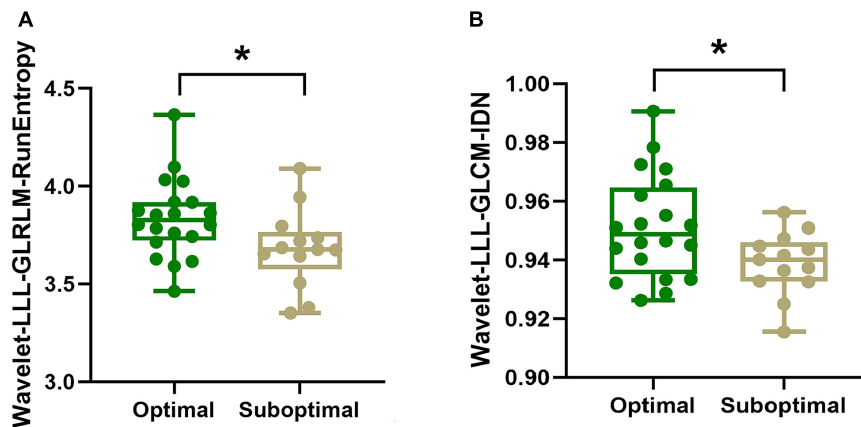 A
*
Wavelet-LLL-GLRLM-RunEntropy
4.5
4.0
3.5
3.0
Optimal Suboptimal
B
*
Wavelet-LLL-GLCM-IDN
1.00
0.98
0.96
0.94
0.92
0.90
Optimal Suboptimal